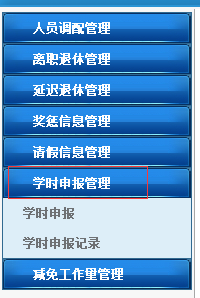 人员调配管理
离职退休管理
延迟退休管理
奖惩信息管理
请假信息管理
学时申报管理
学时申报
学时申报记录
减免工作量管理